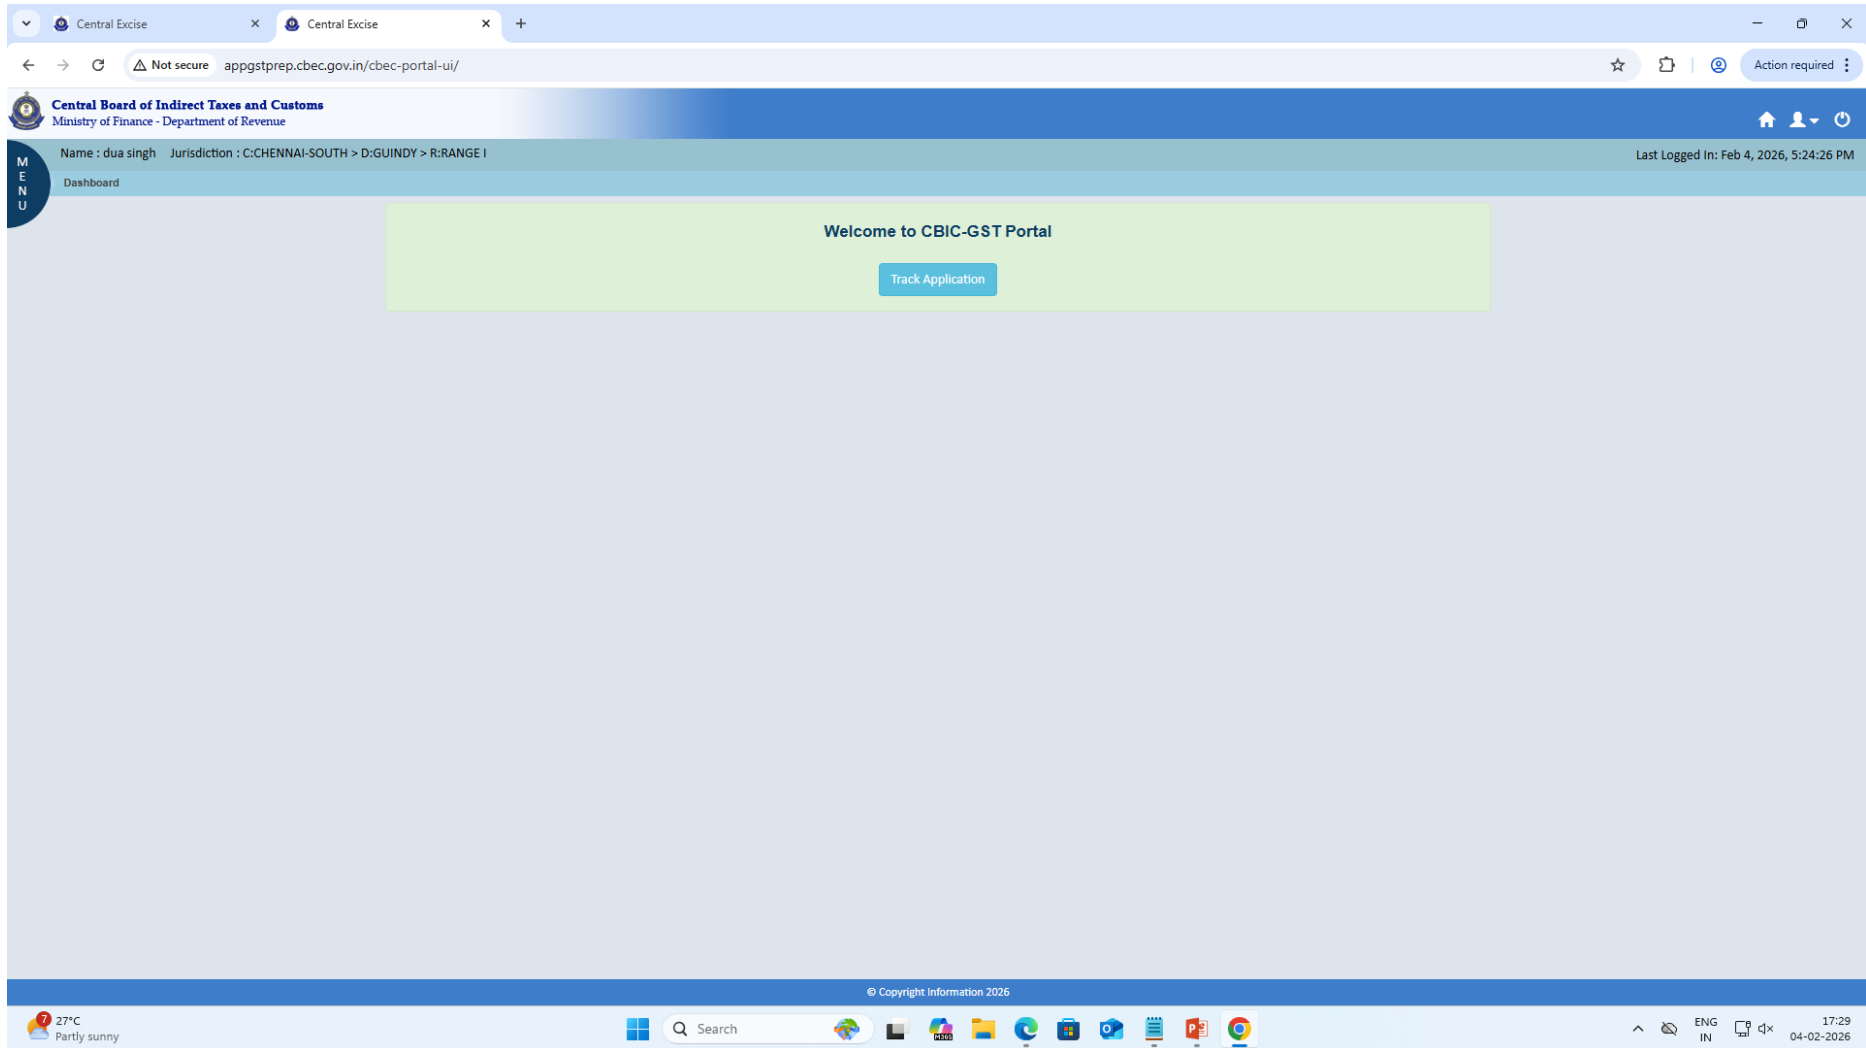 Central Excise
Central Excise
Not secure
appgstprep.cbec.gov.in/cbec-portal-ui/
Action required
Central Board of Indirect Taxes and Customs
Ministry of Finance - Department of Revenue
Name : dua singh Jurisdiction : C:CHENNAI-SOUTH > D:GUINDY > R:RANGE I
Last Logged In: Feb 4, 2026, 5:24:26 PM
MENU
Dashboard
Welcome to CBIC-GST Portal
Track Application
© Copyright Information 2026
7
27°C
Partly sunny
Search
M365
ENG
IN
17:29
04-02-2026